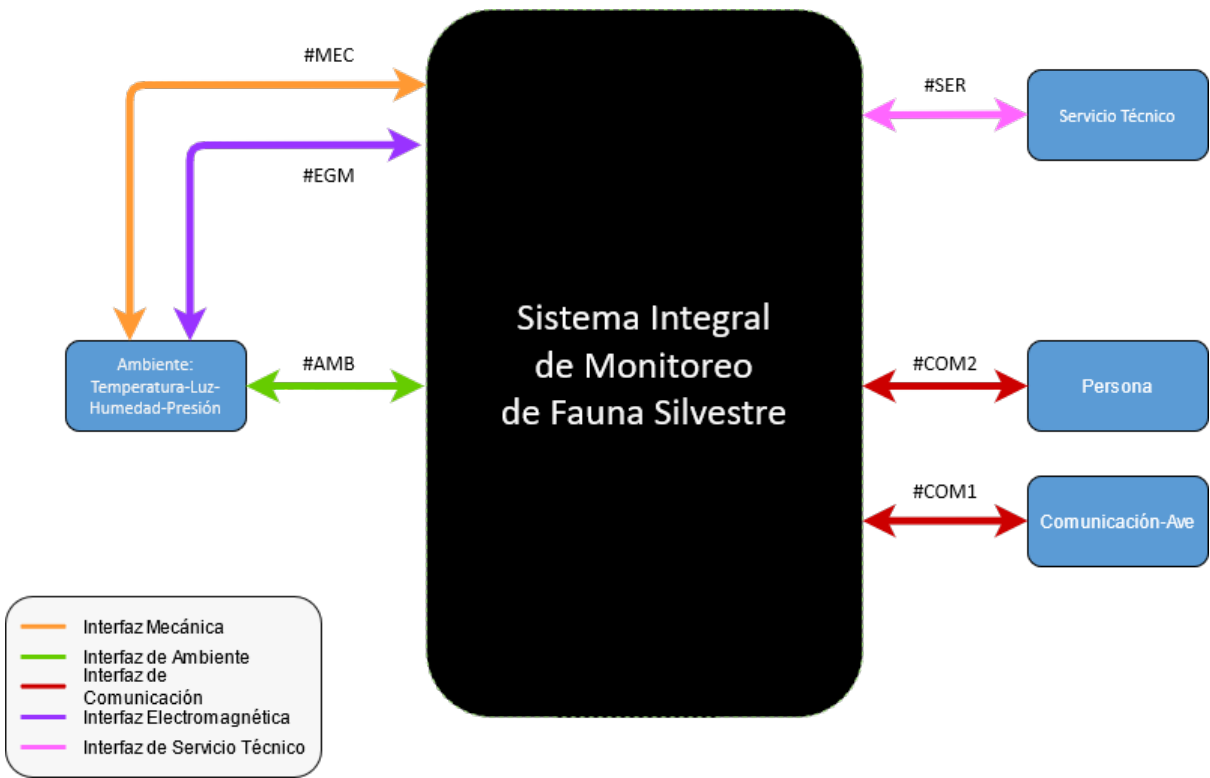 #MEC
#EGM
#SER
Servicio Técnico
Sistema Integral
de Monitoreo
de Fauna Silvestre
Ambiente:
Temperatura-Luz-
Humedad-Presión
#AMB
#COM2
Persona
#COM1
Comunicación-Ave
Interfaz Mecánica
Interfaz de Ambiente
Interfaz de
Comunicación
Interfaz Electromagnética
Interfaz de Servicio Técnico